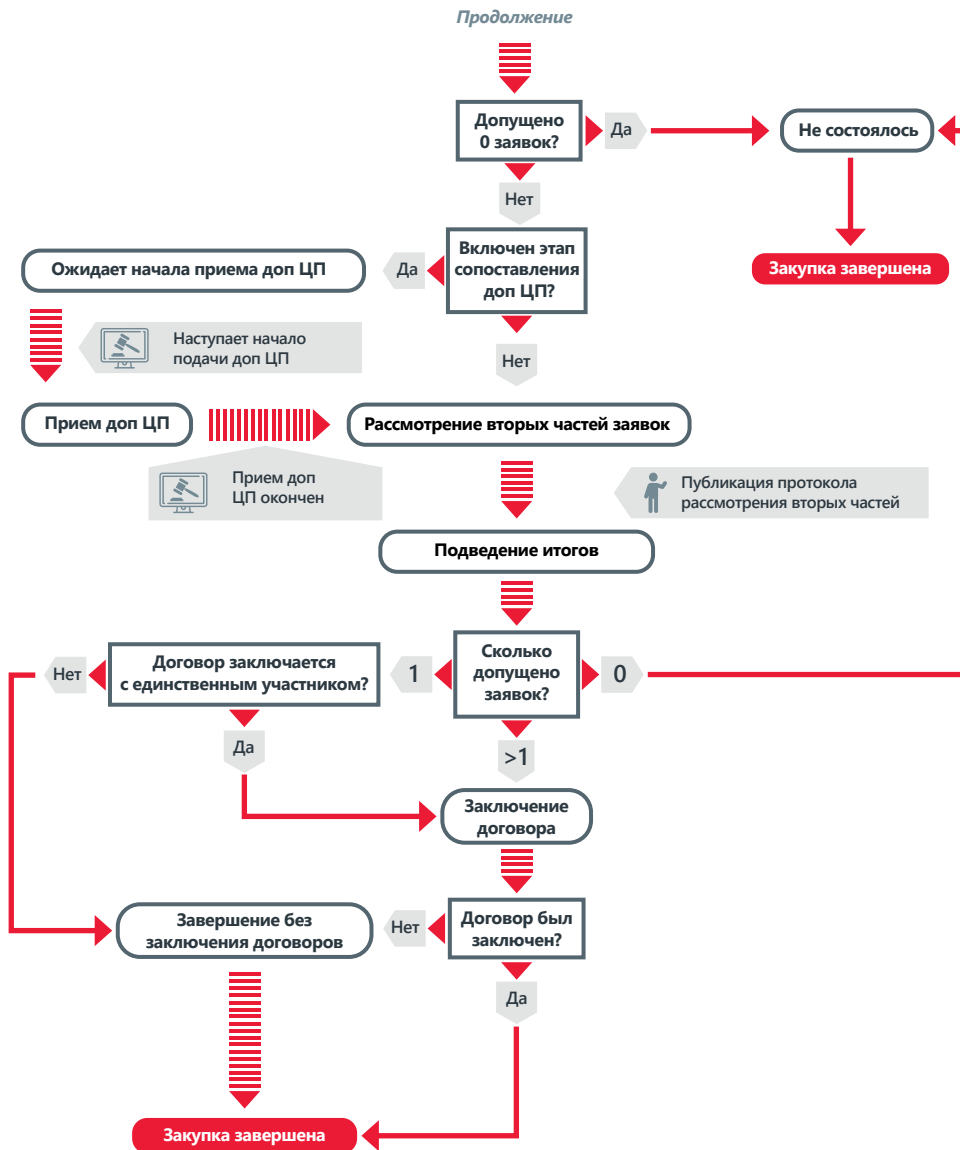 Продолжение
Допущено
0 заявок?
Да
Не состоялось
Нет
Закупка завершена
Включен этап
сопоставления
доп ЦП?
Да
Ожидает начала приема доп ЦП
Наступает начало
подачи доп ЦП
Нет
Прием доп ЦП
Рассмотрение вторых частей заявок
Прием доп
ЦП окончен
Публикация протокола
рассмотрения вторых частей
Подведение итогов
Сколько
допущено
заявок?
0
1
Договор заключается
с единственным участником?
Нет
Да
>1
Заключение
договора
Договор был
заключен?
Нет
Завершение без
заключения договоров
Да
Закупка завершена